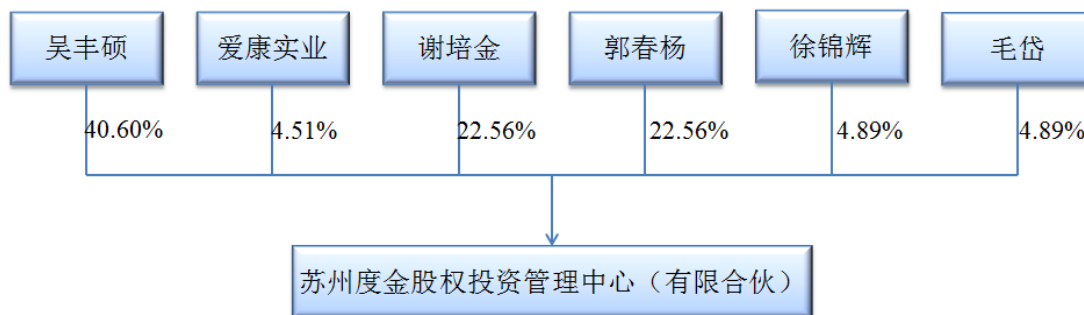 吴丰硕 爱康实业 谢培金 郭春杨 徐锦辉 毛岱
40.60% 4.51% 22.56% 22.56% 4.89% 4.89%
苏州度金股权投资管理中心（有限合伙）